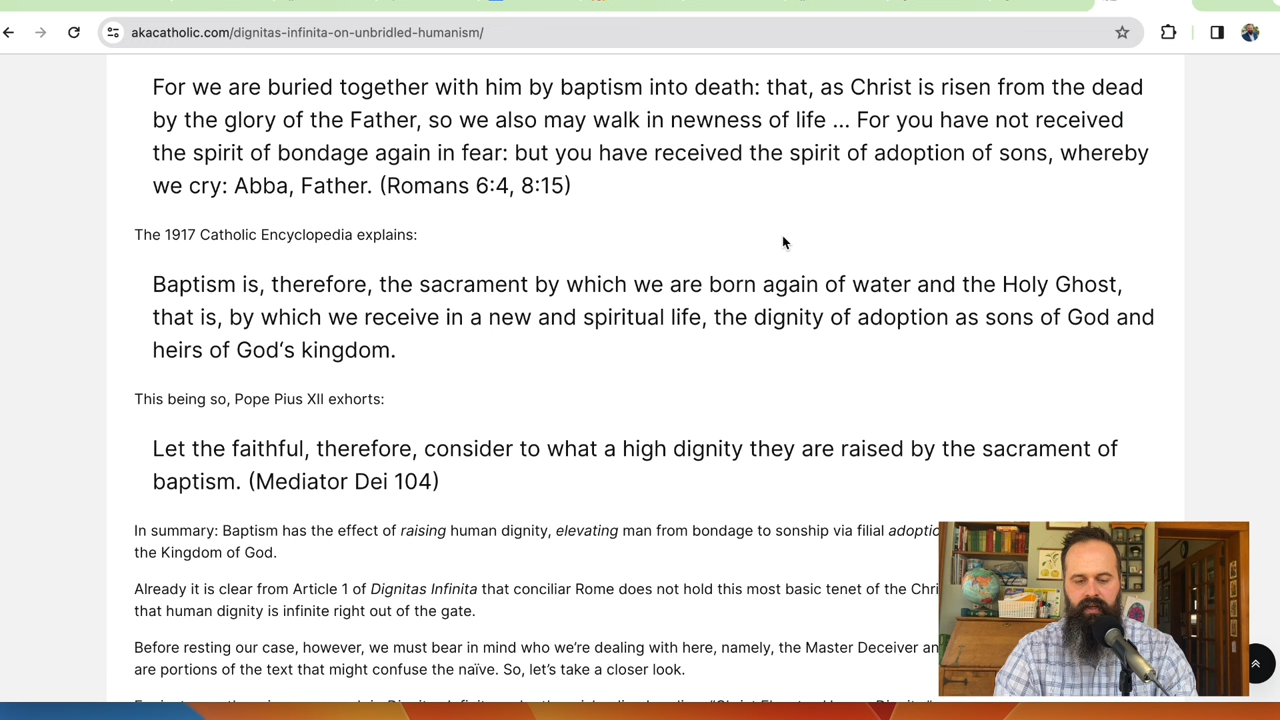 akacatholic.com/dignitas-infinita-on-unbridled-humanism/
For we are buried together with him by baptism into death: that, as Christ is risen from the dead
by the glory of the Father, so we also may walk in newness of life ... For you have not received
the spirit of bondage again in fear: but you have received the spirit of adoption of sons, whereby
we cry: Abba, Father. (Romans 6:4, 8:15)
The 1917 Catholic Encyclopedia explains:
Baptism is, therefore, the sacrament by which we are born again of water and the Holy Ghost,
that is, by which we receive in a new and spiritual life, the dignity of adoption as sons of God and
heirs of God‘s kingdom.
This being so, Pope Pius XII exhorts:
Let the faithful, therefore, consider to what a high dignity they are raised by the sacrament of
baptism. (Mediator Dei 104)
In summary: Baptism has the effect of raising human dignity, elevating man from bondage to sonship via filial
the Kingdom of God.
Already it is clear from Article 1 of Dignitas Infinita that conciliar Rome does not hold this most basic tenet of the
that human dignity is infinite right out of the gate.
Before resting our case, however, we must bear in mind who we’re dealing with here, namely, the Master Deceiver
are portions of the text that might confuse the naïve. So, let’s take a closer look.